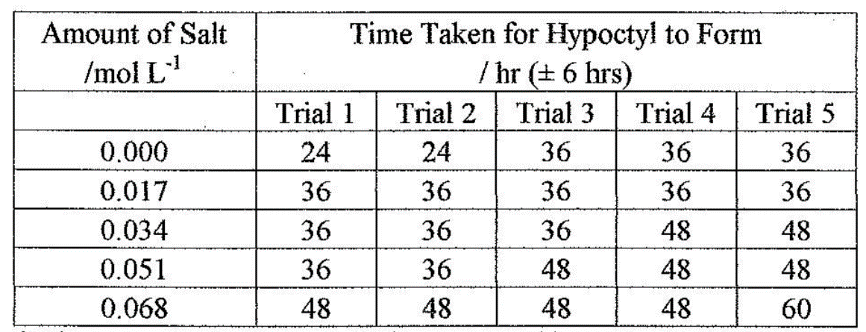 Amount of Salt Time Taken for Hypoctyl to Form
/mol L⁻¹ / hr (± 6 hrs)
Trial 1 Trial 2 Trial 3 Trial 4 Trial 5
0.000 24 24 36 36 36
0.017 36 36 36 36 36
0.034 36 36 36 48 48
0.051 36 36 48 48 48
0.068 48 48 48 48 60